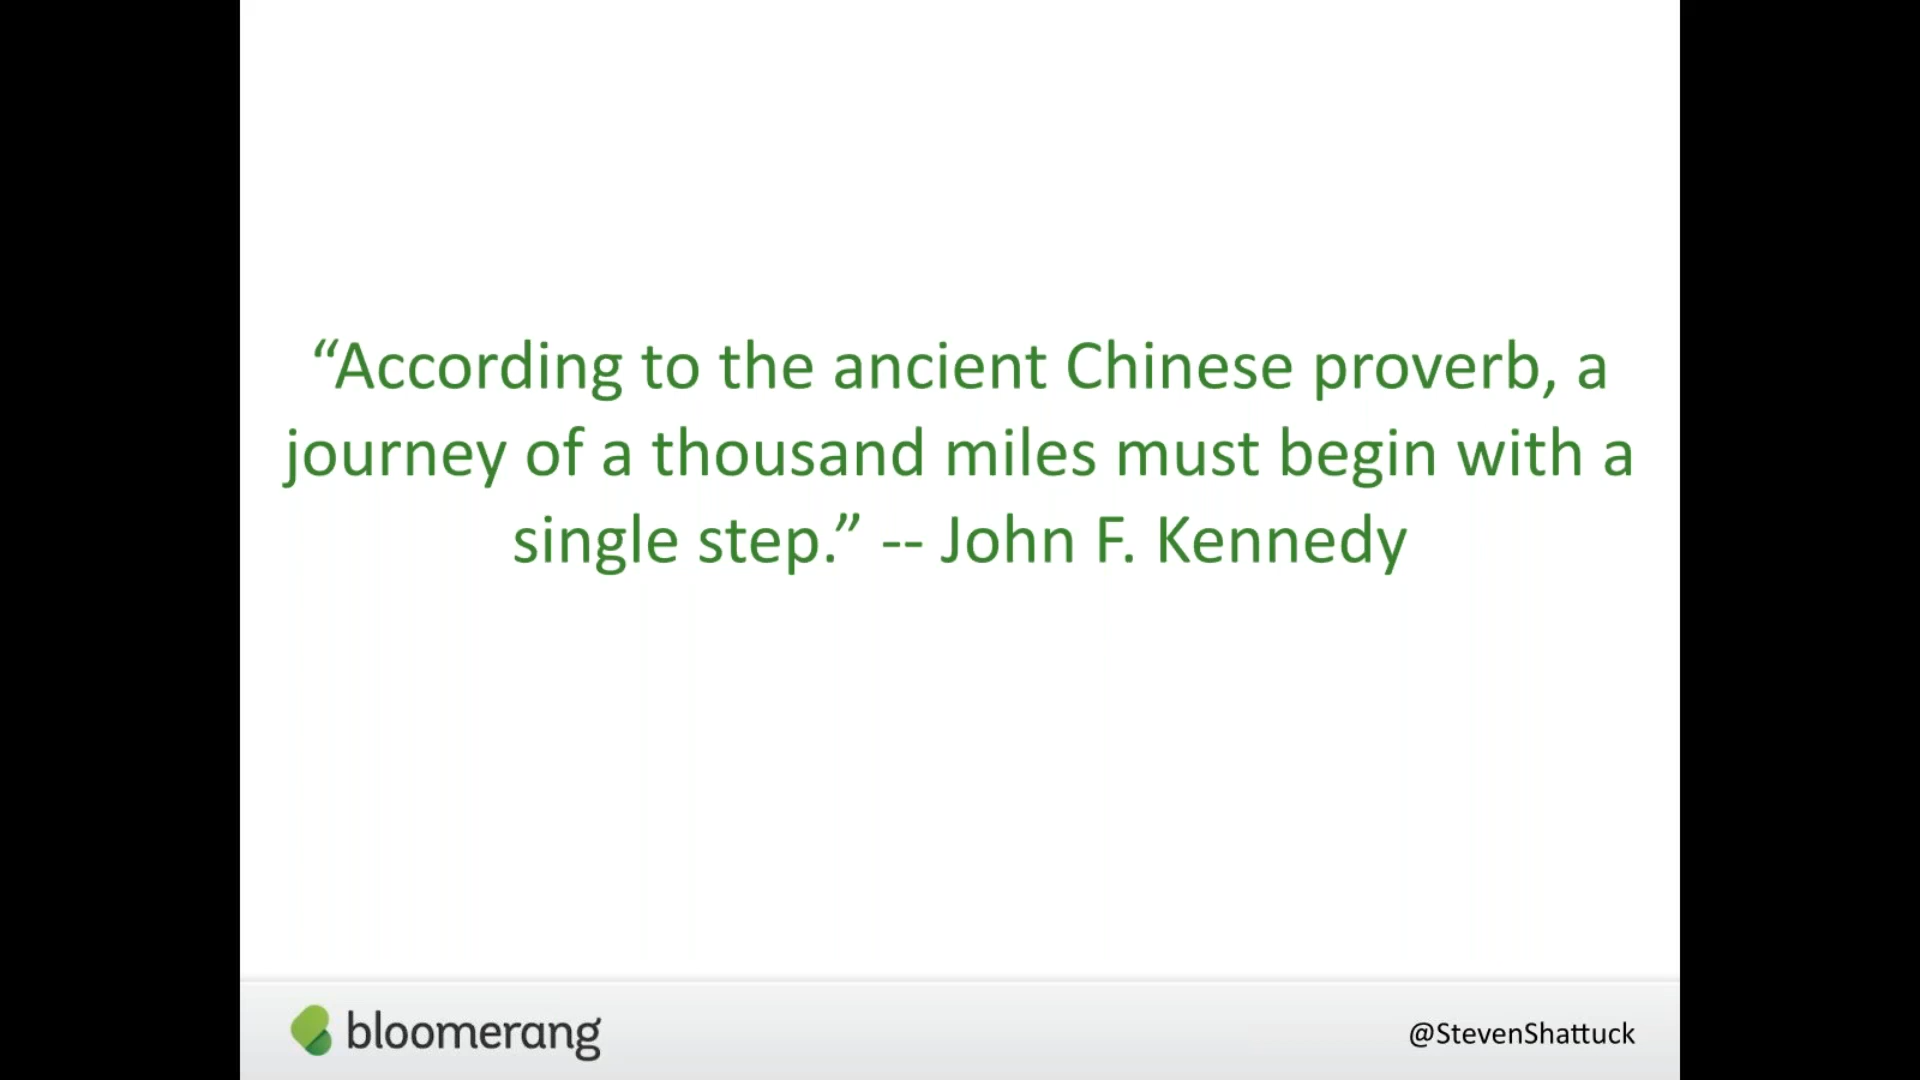 “According to the ancient Chinese proverb, a
journey of a thousand miles must begin with a
single step.” -- John F. Kennedy
bloomerang
@StevenShattuck